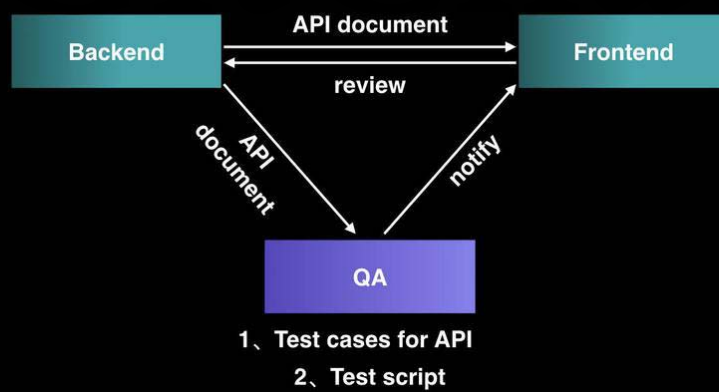 API document
Backend
Frontend
review
API
document
notify
QA
1、Test cases for API
2、Test script